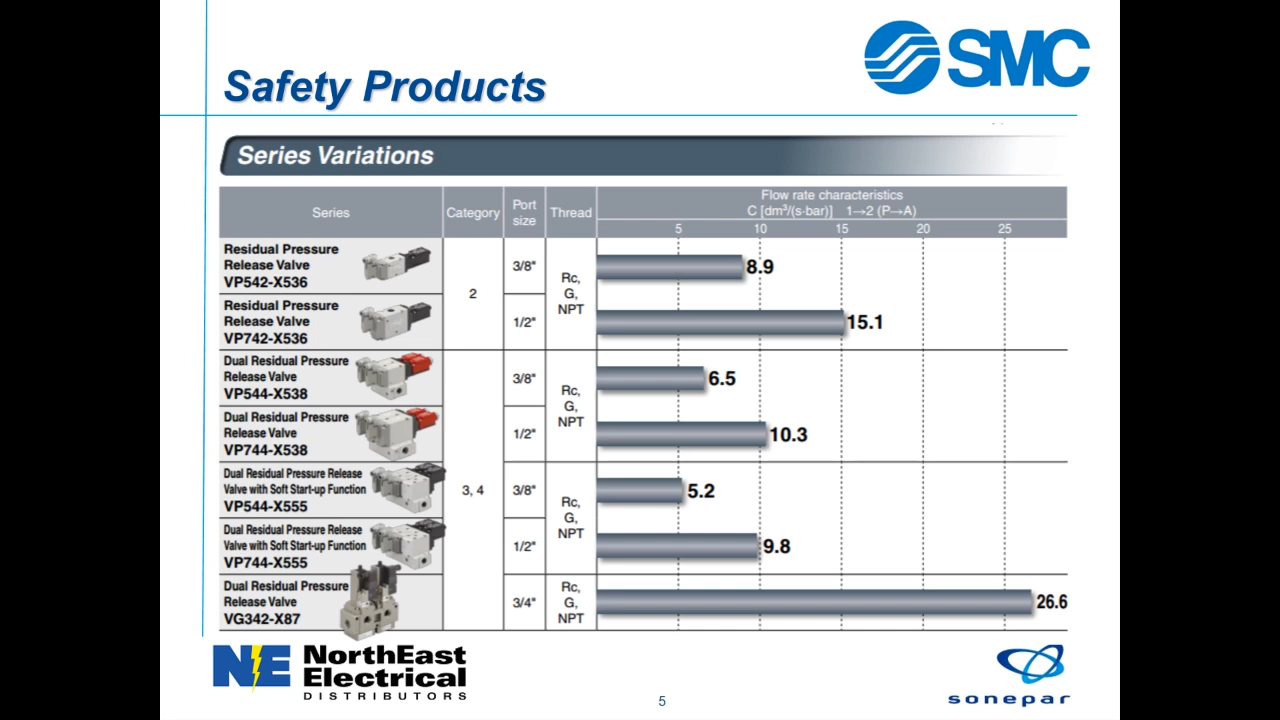 SMC
Safety Products
Series Variations
Series
Category
Port
size
Thread
Flow rate characteristics
C [dm³/(s·bar)] 1→2 (P→A)
5 10 15 20 25
Residual Pressure
Release Valve
VP542-X536
3/8"
8.9
2
Rc,
G,
NPT
Residual Pressure
Release Valve
VP742-X536
1/2"
15.1
Dual Residual Pressure
Release Valve
VP544-X538
3/8"
6.5
Rc,
G,
NPT
Dual Residual Pressure
Release Valve
VP744-X538
1/2"
10.3
3, 4
Dual Residual Pressure Release
Valve with Soft Start-up Function
VP544-X555
3/8"
5.2
Rc,
G,
NPT
Dual Residual Pressure Release
Valve with Soft Start-up Function
VP744-X555
1/2"
9.8
Dual Residual Pressure
Release Valve
VG342-X87
3/4"
Rc,
G,
NPT
26.6
NE NorthEast
Electrical
DISTRIBUTORS
5
sonepar